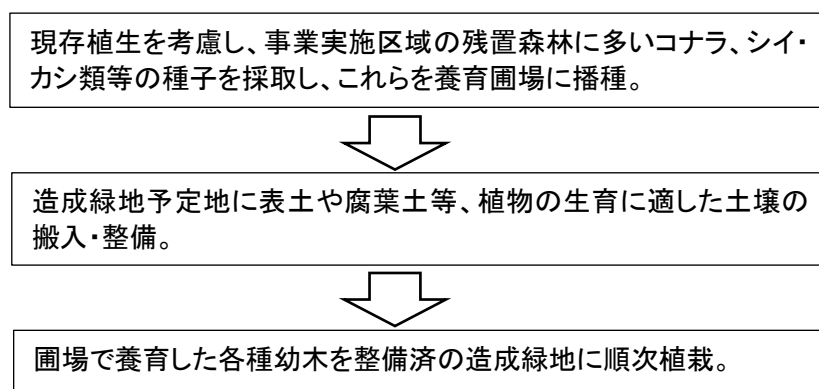 現存植生を考慮し、事業実施区域の残置森林に多いコナラ、シイ・
カシ類等の種子を採取し、これらを養育圃場に播種。
造成緑地予定地に表土や腐葉土等、植物の生育に適した土壌の
搬入・整備。
圃場で養育した各種幼木を整備済の造成緑地に順次植栽。